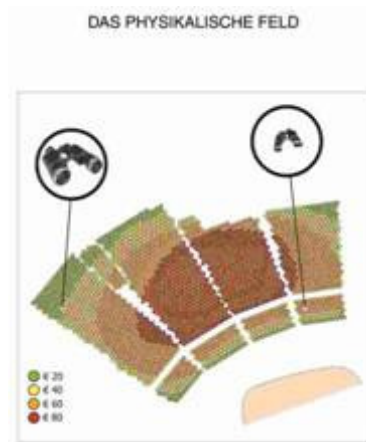 DAS PHYSIKALISCHE FELD
€ 20
€ 40
€ 60
€ 80